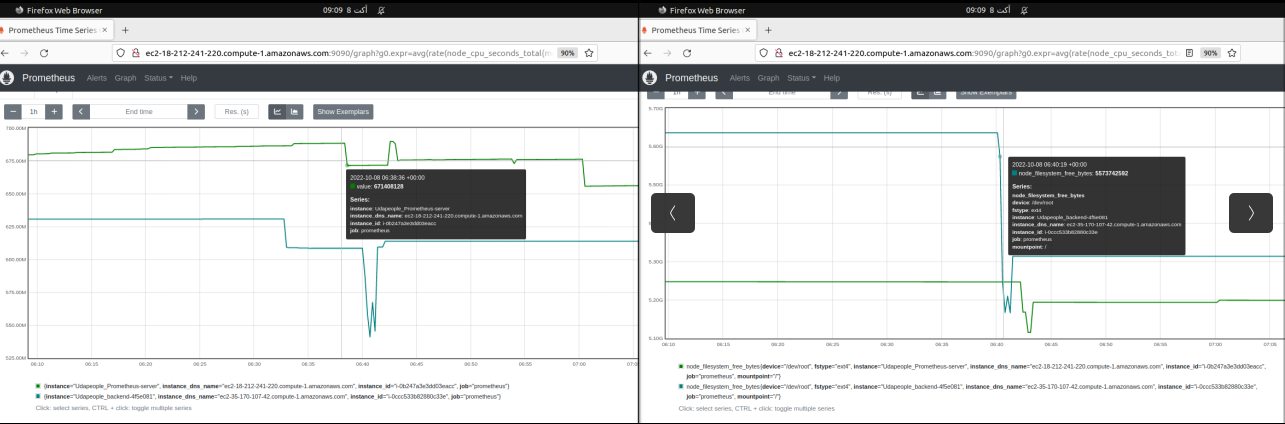 Firefox Web Browser
09:09 8 أكت
Prometheus Time Series
ec2-18-212-241-220.compute-1.amazonaws.com:9090/graph?g0.expr=avg(rate(node_cpu_seconds_total(m
90%
Prometheus Alerts Graph Status Help
1h
End time
Res. (s)
Show Exemplars
700.00M
675.00M
650.00M
625.00M
600.00M
575.00M
550.00M
525.00M
2022-10-08 06:38:36 +00:00
value: 671408128
Series:
instance: Udapeople_Prometheus-server
instance_dns_name: ec2-18-212-241-220.compute-1.amazonaws.com
instance_id: i-0b247a3e3dd03eacc
job: prometheus
06:10 06:15 06:20 06:25 06:30 06:35 06:40 06:45 06:50 06:55 07:00 07:0
{instance="Udapeople_Prometheus-server", instance_dns_name="ec2-18-212-241-220.compute-1.amazonaws.com", instance_id="i-0b247a3e3dd03eacc", job="prometheus"}
{instance="Udapeople_backend-4f5e081", instance_dns_name="ec2-35-170-107-42.compute-1.amazonaws.com", instance_id="i-0ccc533b82880c33e", job="prometheus"}
Click: select series, CTRL + click: toggle multiple series
Firefox Web Browser
09:09 8 أكت
Prometheus Time Series
ec2-18-212-241-220.compute-1.amazonaws.com:9090/graph?g0.expr=avg(rate(node_cpu_seconds_tot
90%
Prometheus Alerts Graph Status Help
1h
End time
Res. (s)
Show Exemplars
5.70G
5.60G
5.50G
5.30G
5.20G
5.10G
2022-10-08 06:40:19 +00:00
node_filesystem_free_bytes: 5573742592
Series:
node_filesystem_free_bytes
device: /dev/root
fstype: ext4
instance: Udapeople_backend-4f5e081
instance_dns_name: ec2-35-170-107-42.compute-1.amazonaws.com
instance_id: i-0ccc533b82880c33e
job: prometheus
mountpoint: /
06:10 06:15 06:20 06:25 06:30 06:35 06:40 06:45 06:50 06:55 07:00 07:05
node_filesystem_free_bytes{device="/dev/root", fstype="ext4", instance="Udapeople_Prometheus-server", instance_dns_name="ec2-18-212-241-220.compute-1.amazonaws.com", instance_id="i-0b247a3e3dd03eacc",
job="prometheus", mountpoint="/"}
node_filesystem_free_bytes{device="/dev/root", fstype="ext4", instance="Udapeople_backend-4f5e081", instance_dns_name="ec2-35-170-107-42.compute-1.amazonaws.com", instance_id="i-0ccc533b82880c33e",
job="prometheus", mountpoint="/"}
Click: select series, CTRL + click: toggle multiple series